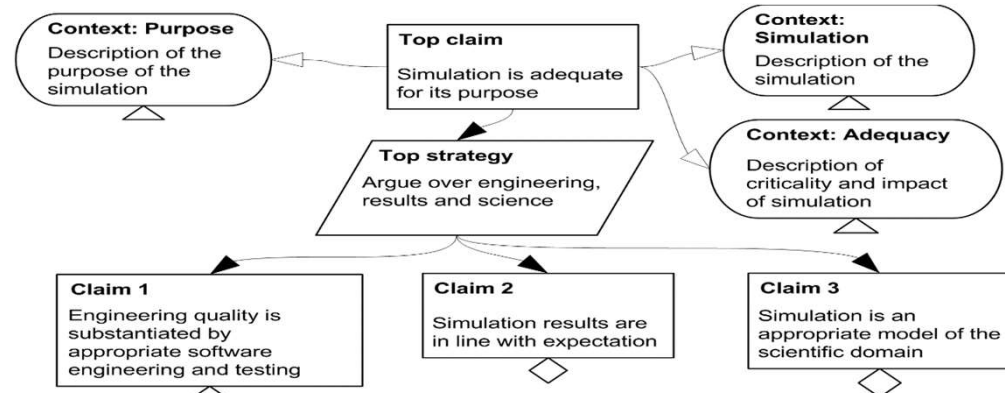 Context: Purpose
Description of the
purpose of the
simulation
Top claim
Simulation is adequate
for its purpose
Context:
Simulation
Description of the
simulation
Context: Adequacy
Description of
criticality and impact
of simulation
Top strategy
Argue over engineering,
results and science
Claim 1
Engineering quality is
substantiated by
appropriate software
engineering and testing
Claim 2
Simulation results are
in line with expectation
Claim 3
Simulation is an
appropriate model of the
scientific domain